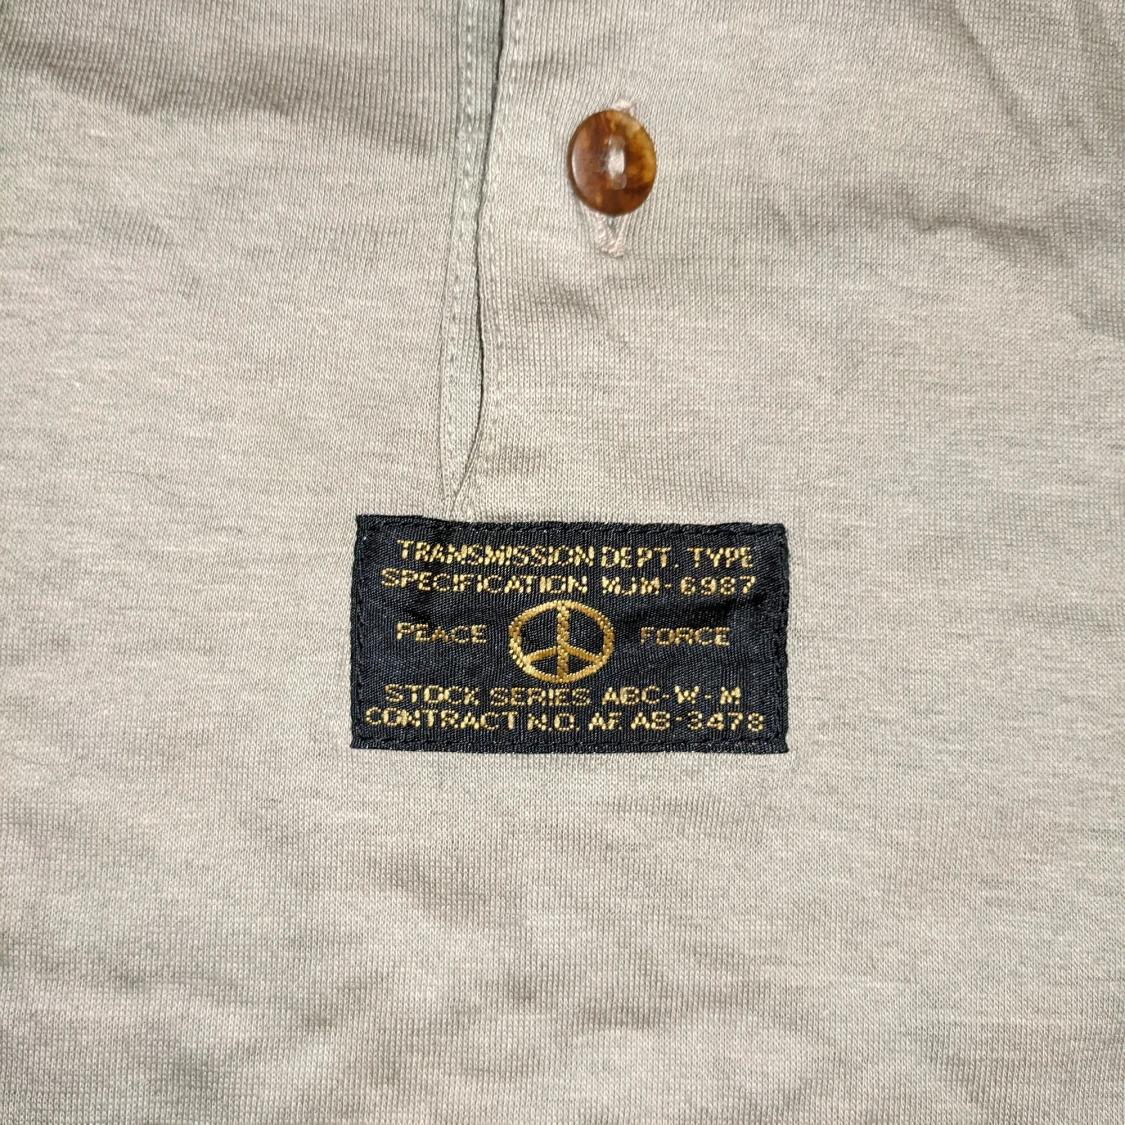 TRANSMISSION DEPT. TYPE
SPECIFICATION MJM-6987
PEACE FORCE
STOCK SERIES ABC-W-M
CONTRACT N.O. AF AS-3478